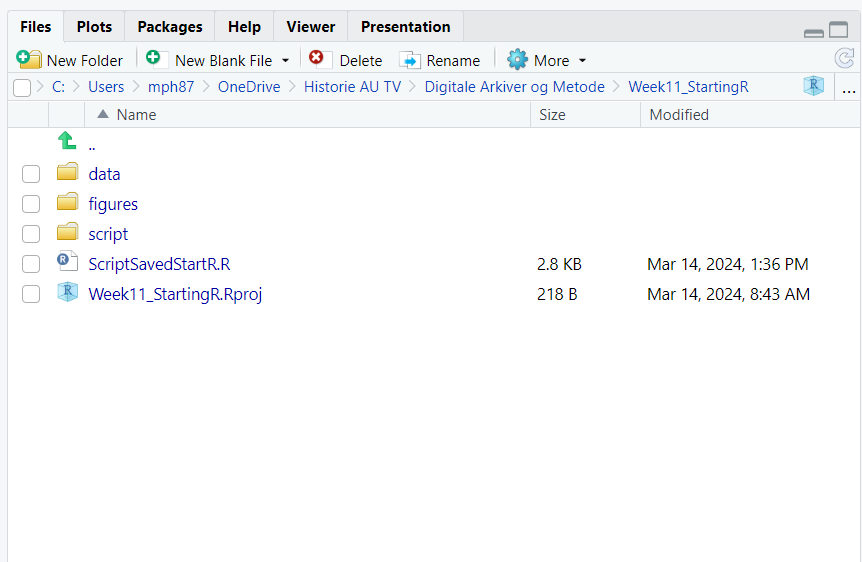 Files Plots Packages Help Viewer Presentation
New Folder New Blank File Delete Rename More
C: Users mph87 OneDrive Historie AU TV Digitale Arkiver og Metode Week11_StartingR R ...
Name Size Modified
..
data
figures
script
R ScriptSavedStartR.R 2.8 KB Mar 14, 2024, 1:36 PM
R Week11_StartingR.Rproj 218 B Mar 14, 2024, 8:43 AM